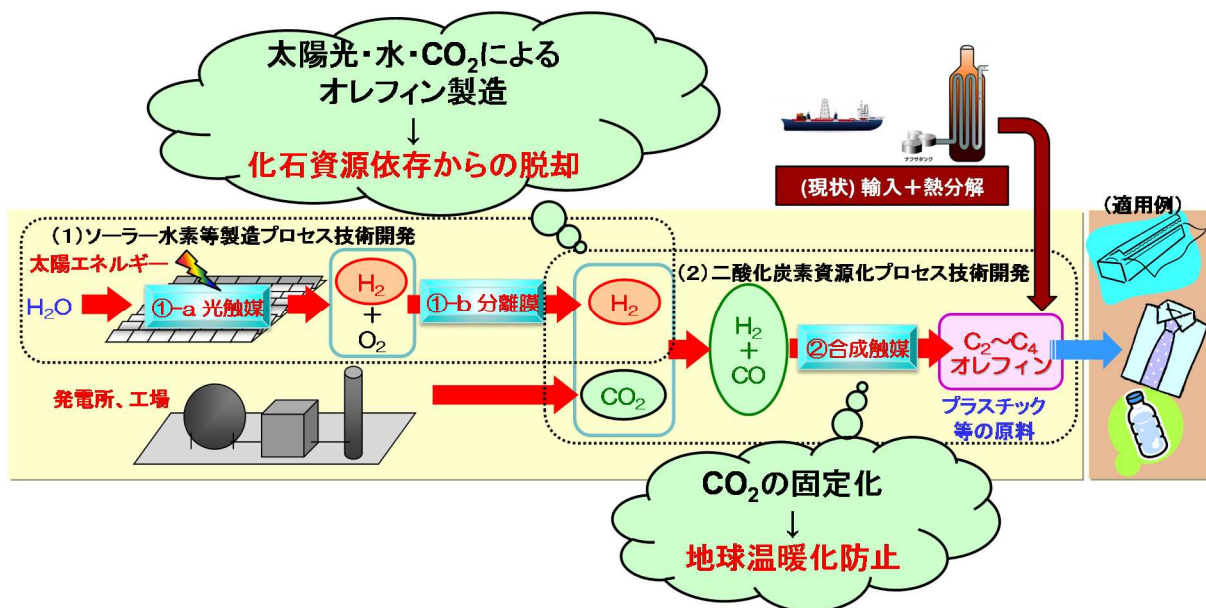 太陽光・水・CO₂による
オレフィン製造
↓
化石資源依存からの脱却
ナフサタンク
(現状) 輸入＋熱分解
(適用例)
(1)ソーラー水素等製造プロセス技術開発
太陽エネルギー
H₂O
①-a 光触媒
H₂
+
O₂
①-b 分離膜
(2)二酸化炭素資源化プロセス技術開発
H₂
CO₂
H₂
+
CO
②合成触媒
C₂～C₄
オレフィン
プラスチック
等の原料
発電所、工場
CO₂の固定化
↓
地球温暖化防止